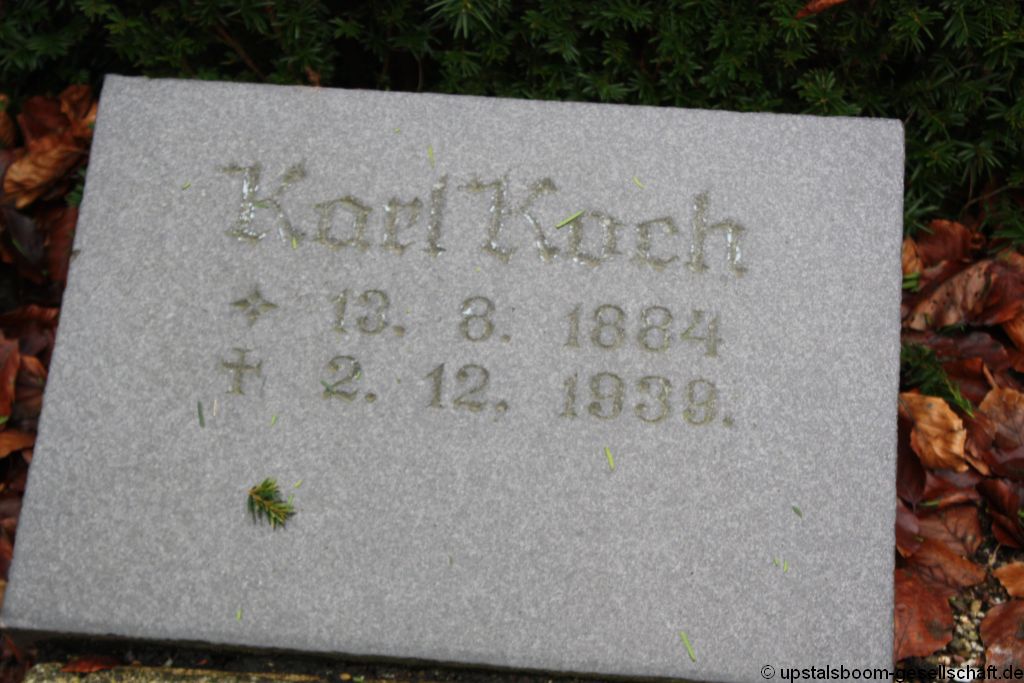 Karl Koch
✧ 13. 8. 1884
✝ 2. 12. 1939.
© upstalsboom-gesellschaft.de